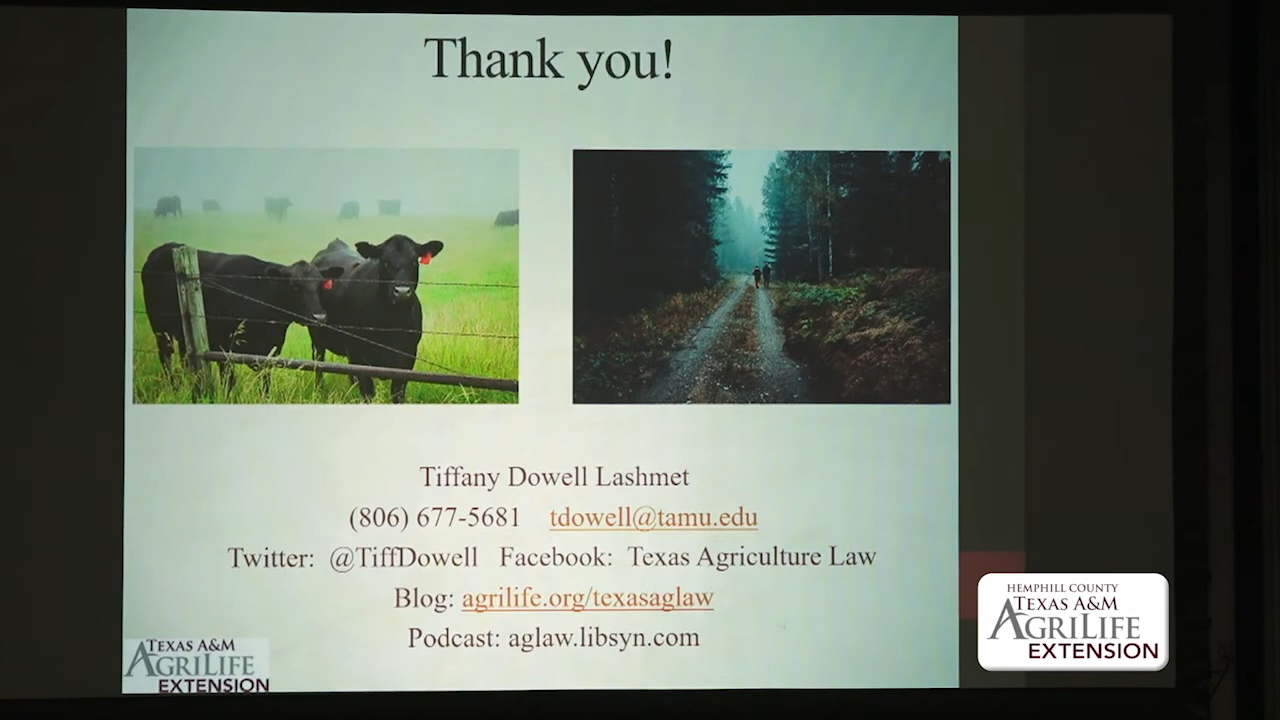 Thank you!
Tiffany Dowell Lashmet
(806) 677-5681 tdowell@tamu.edu
Twitter: @TiffDowell Facebook: Texas Agriculture Law
Blog: agrilife.org/texasaglaw
Podcast: aglaw.libsyn.com
TEXAS A&M
AGRILIFE
EXTENSION
HEMPHILL COUNTY
TEXAS A&M
AGRILIFE
EXTENSION